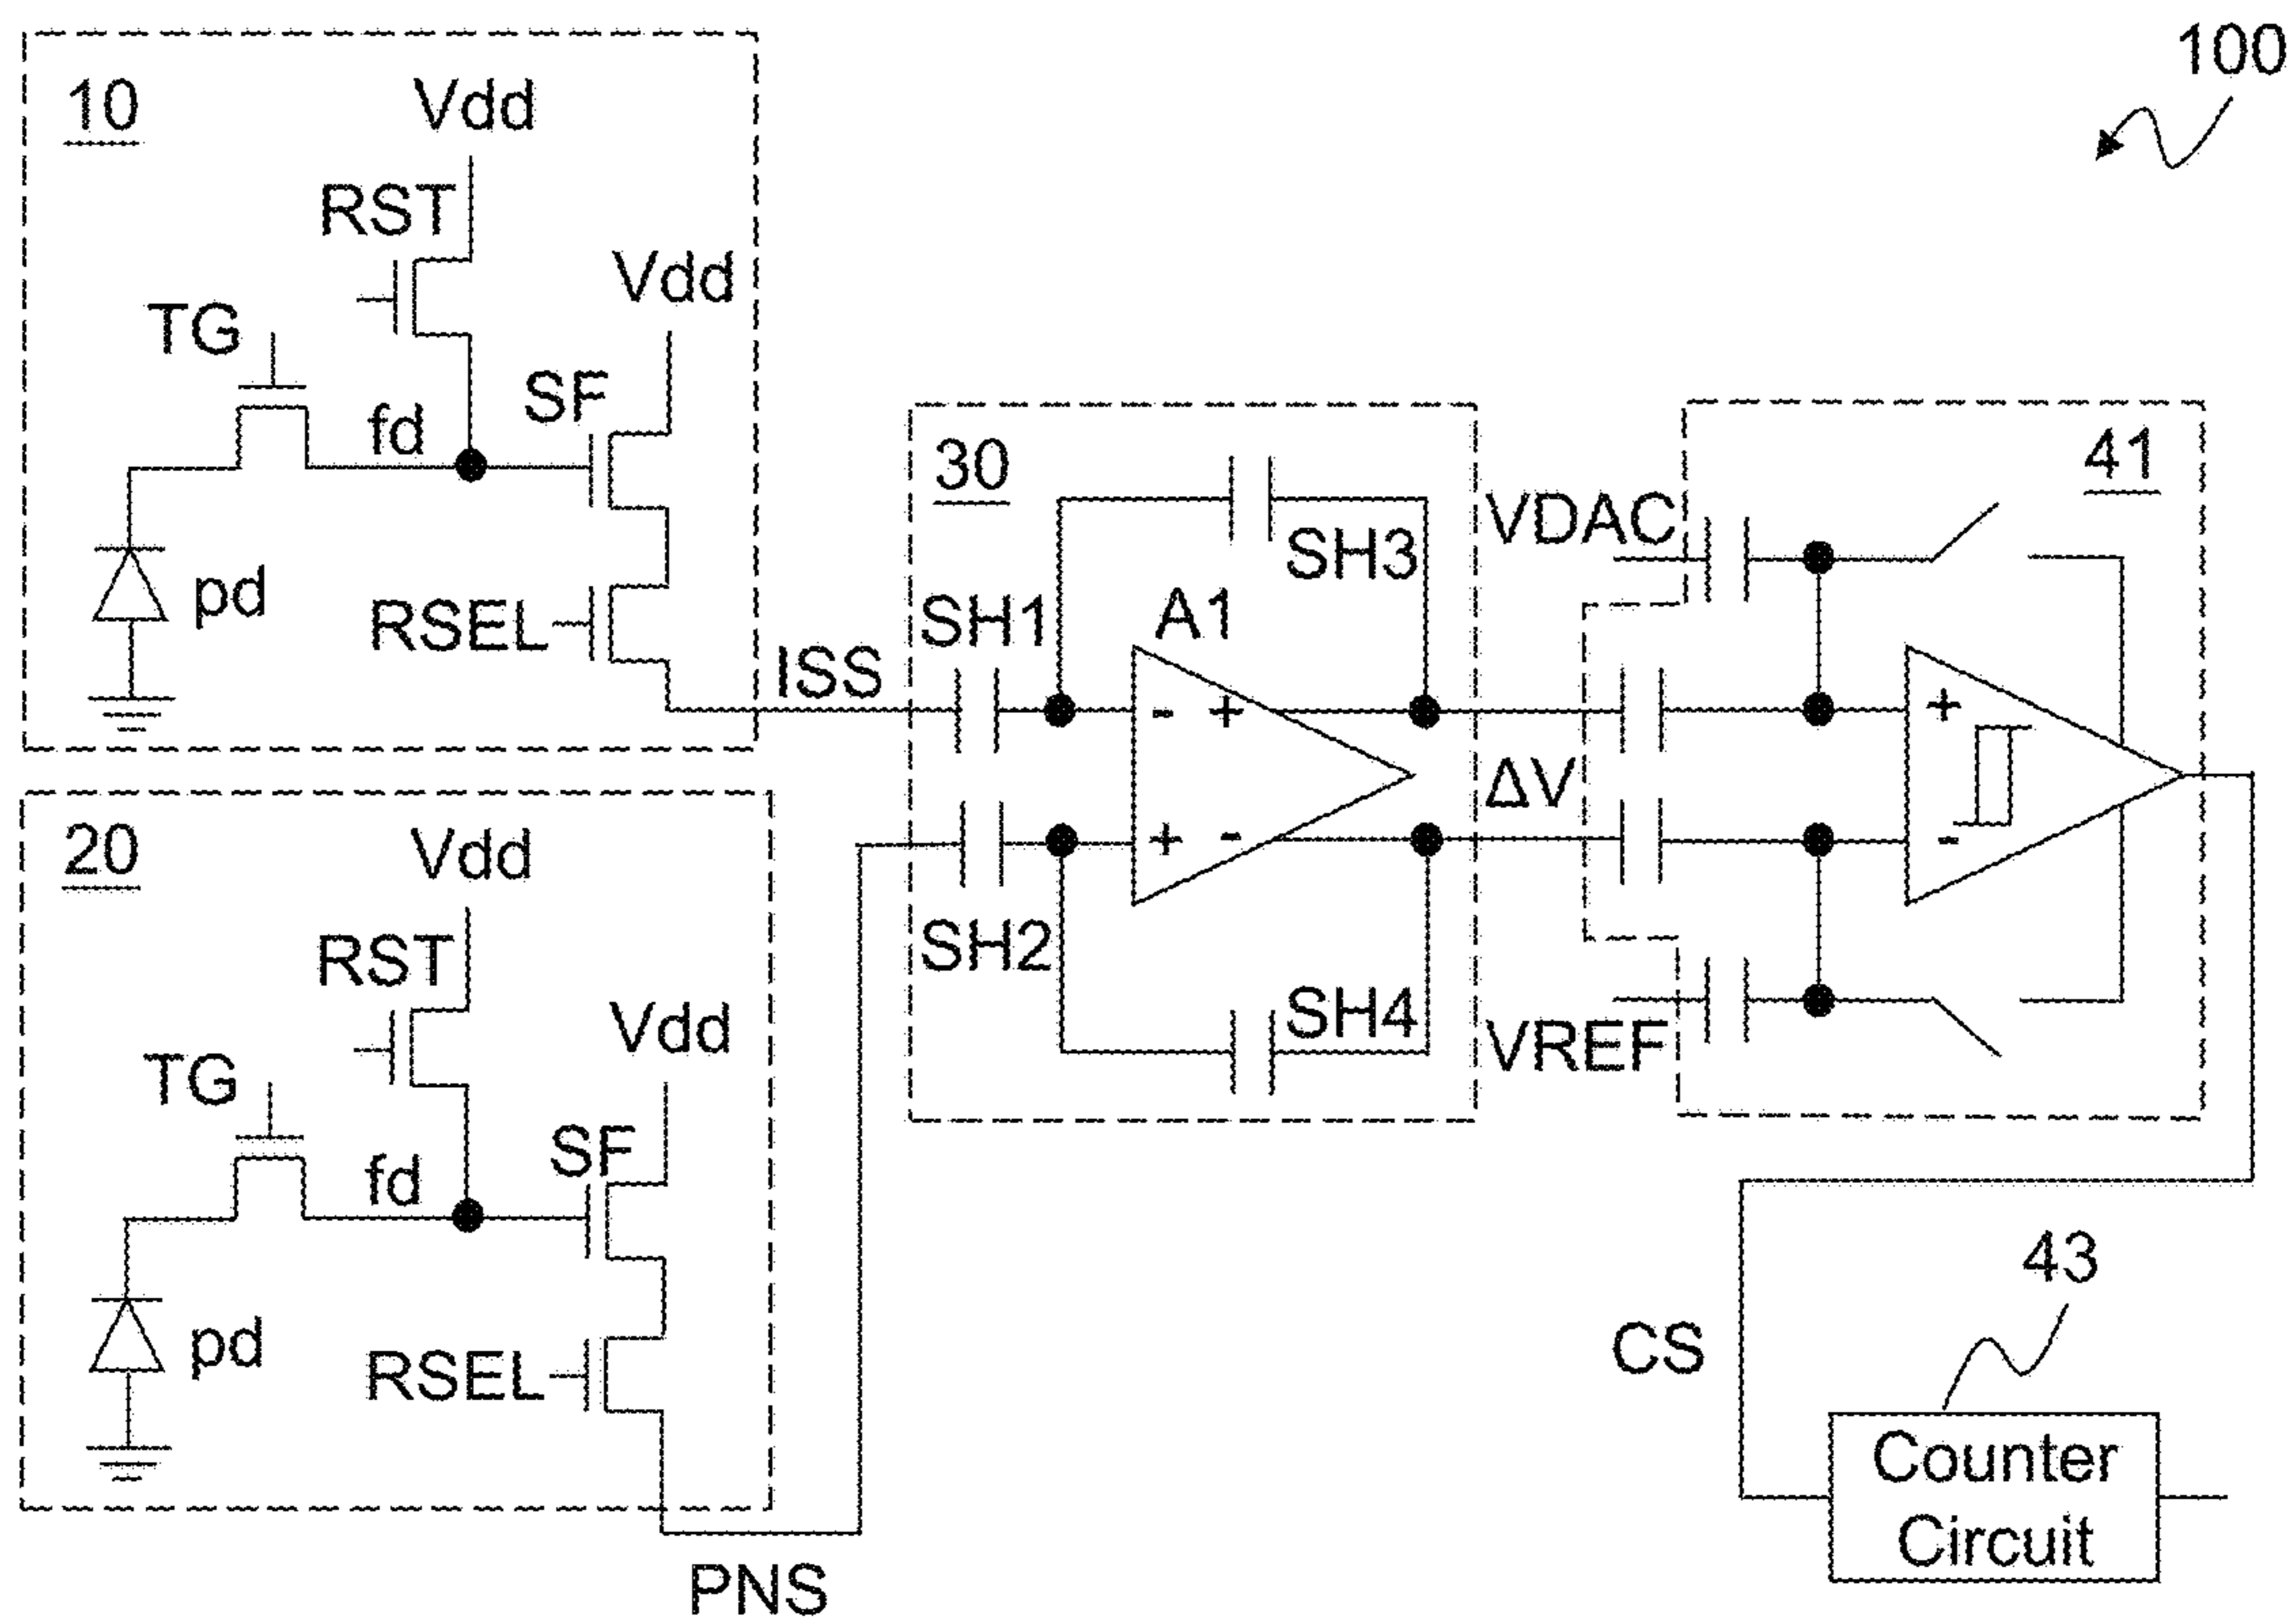 100
10
Vdd
RST
Vdd
TG
SF
fd
pd
RSEL
ISS
20
Vdd
RST
Vdd
TG
SF
fd
pd
RSEL
PNS
30
SH3
SH1
A1
- +
+ -
SH2
SH4
ΔV
41
VDAC
+
-
VREF
CS
43
Counter
Circuit